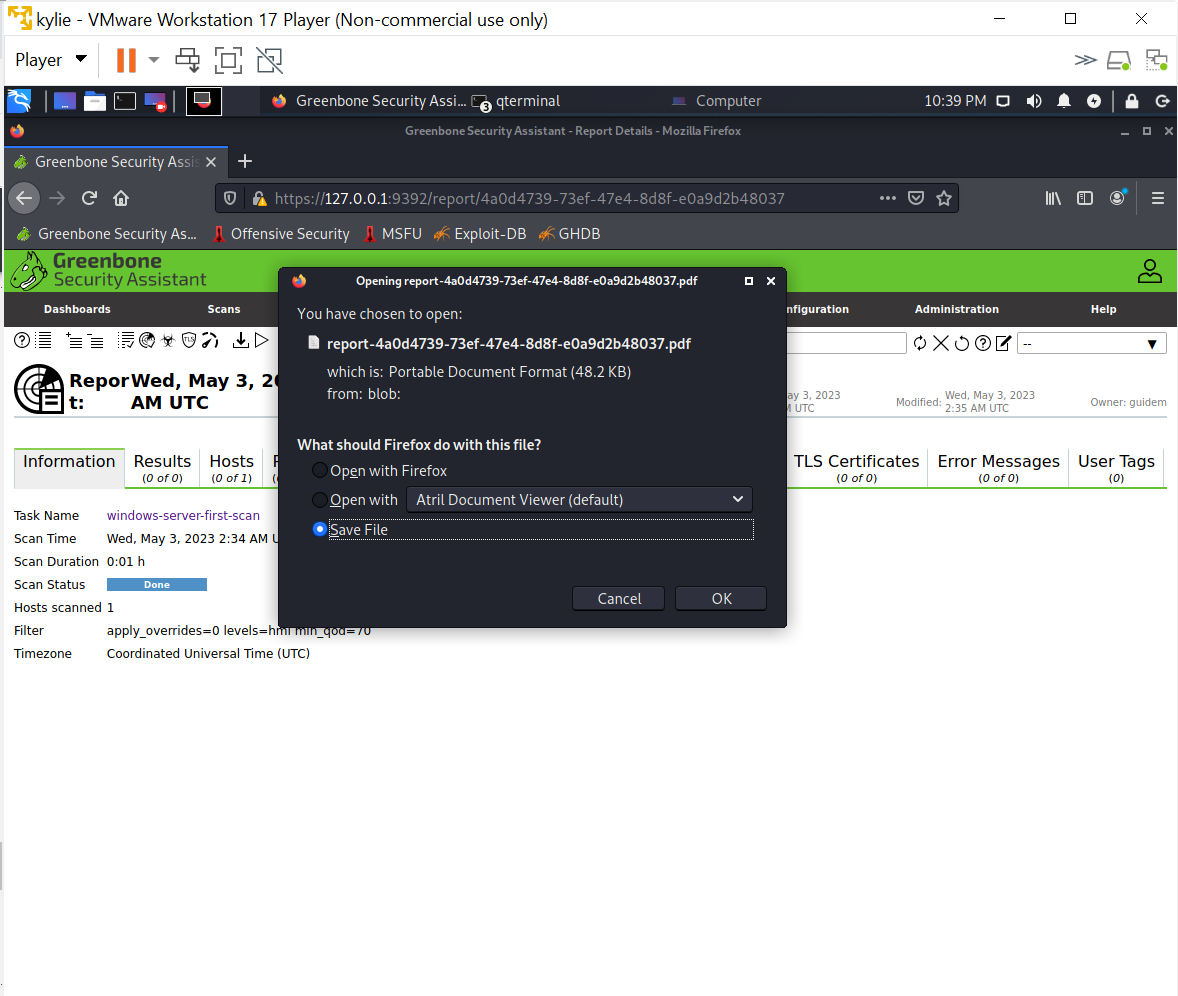 kylie - VMware Workstation 17 Player (Non-commercial use only)
Player
Greenbone Security Assi... 3 qterminal Computer 10:39 PM
Greenbone Security Assistant - Report Details - Mozilla Firefox
Greenbone Security Assis
https://127.0.0.1:9392/report/4a0d4739-73ef-47e4-8d8f-e0a9d2b48037
Greenbone Security As... Offensive Security MSFU Exploit-DB GHDB
Greenbone
Security Assistant
Dashboards Scans nfiguration Administration Help
TLS
--
Repor Wed, May 3, 20
t: AM UTC
ay 3, 2023
UTC
Modified: Wed, May 3, 2023
2:35 AM UTC
Owner: guidem
Information Results Hosts TLS Certificates Error Messages User Tags
(0 of 0) (0 of 1) (0 of 0) (0 of 0) (0)
Task Name windows-server-first-scan
Scan Time Wed, May 3, 2023 2:34 AM U
Scan Duration 0:01 h
Scan Status Done
Hosts scanned 1
Filter apply_overrides=0 levels=hml min_qod=70
Timezone Coordinated Universal Time (UTC)
Opening report-4a0d4739-73ef-47e4-8d8f-e0a9d2b48037.pdf
You have chosen to open:
report-4a0d4739-73ef-47e4-8d8f-e0a9d2b48037.pdf
which is: Portable Document Format (48.2 KB)
from: blob:
What should Firefox do with this file?
Open with Firefox
Open with Atril Document Viewer (default)
Save File
Cancel OK